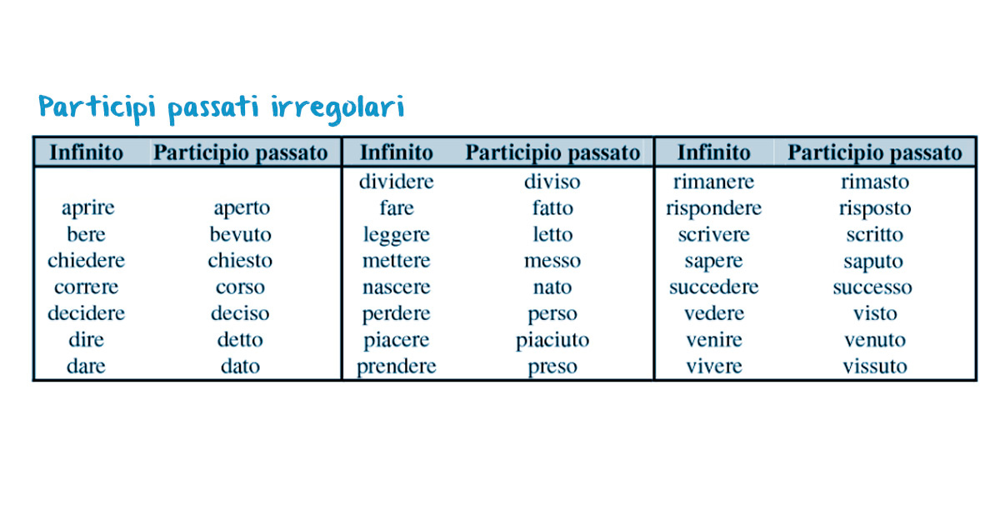 Participi passati irregolari
Infinito Participio passato Infinito Participio passato Infinito Participio passato
dividere diviso rimanere rimasto
aprire aperto fare fatto rispondere risposto
bere bevuto leggere letto scrivere scritto
chiedere chiesto mettere messo sapere saputo
correre corso nascere nato succedere successo
decidere deciso perdere perso vedere visto
dire detto piacere piaciuto venire venuto
dare dato prendere preso vivere vissuto